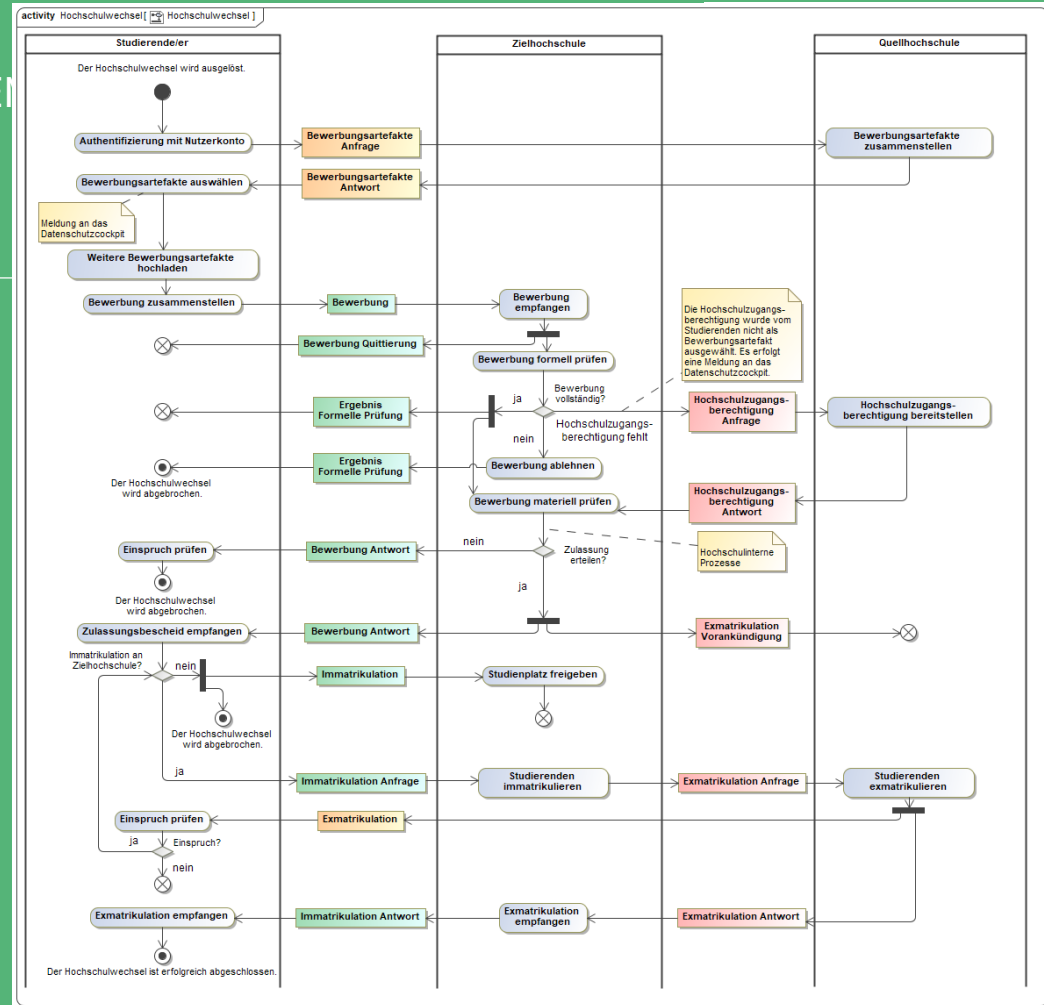 activity Hochschulwechsel[ Hochschulwechsel ]
Studierende/er
Zielhochschule
Quellhochschule
Der Hochschulwechsel wird ausgelöst.
Authentifizierung mit Nutzerkonto
Bewerbungsartefakte
Anfrage
Bewerbungsartefakte
zusammenstellen
Bewerbungsartefakte auswählen
Bewerbungsartefakte
Antwort
Meldung an das
Datenschutzcockpit
Weitere Bewerbungsartefakte
hochladen
Bewerbung zusammenstellen
Bewerbung
Bewerbung
empfangen
Die Hochschulzugangs-
berechtigung wurde vom
Studierenden nicht als
Bewerbungsartefakt
ausgewählt. Es erfolgt
eine Meldung an das
Datenschutzcockpit.
Bewerbung Quittierung
Bewerbung formell prüfen
Bewerbung
vollständig?
ja
Ergebnis
Formelle Prüfung
Hochschulzugangs-
berechtigung fehlt
Hochschulzugangs-
berechtigung
Anfrage
Hochschulzugangs-
berechtigung bereitstellen
nein
Ergebnis
Formelle Prüfung
Bewerbung ablehnen
Der Hochschulwechsel
wird abgebrochen.
Bewerbung materiell prüfen
Hochschulzugangs-
berechtigung
Antwort
Einspruch prüfen
Bewerbung Antwort
nein
Zulassung
erteilen?
Hochschulinterne
Prozesse
ja
Der Hochschulwechsel
wird abgebrochen.
Zulassungsbescheid empfangen
Bewerbung Antwort
Exmatrikulation
Vorankündigung
Immatrikulation an
Zielhochschule?
nein
Immatrikulation
Studienplatz freigeben
Der Hochschulwechsel
wird abgebrochen.
ja
Immatrikulation Anfrage
Studierenden
immatrikulieren
Exmatrikulation Anfrage
Studierenden
exmatrikulieren
Einspruch prüfen
Exmatrikulation
ja
Einspruch?
nein
Exmatrikulation empfangen
Immatrikulation Antwort
Exmatrikulation
empfangen
Exmatrikulation Antwort
Der Hochschulwechsel ist erfolgreich abgeschlossen.